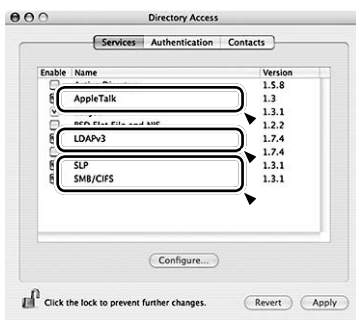 Directory Access
Services Authentication Contacts
Enable Name Version
1.5.8
AppleTalk 1.3
1.3.1
BSD Flat File and NIS 1.2.2
LDAPv3 1.7.4
1.7.4
SLP 1.3.1
SMB/CIFS 1.3.1
Configure...
Click the lock to prevent further changes. Revert Apply